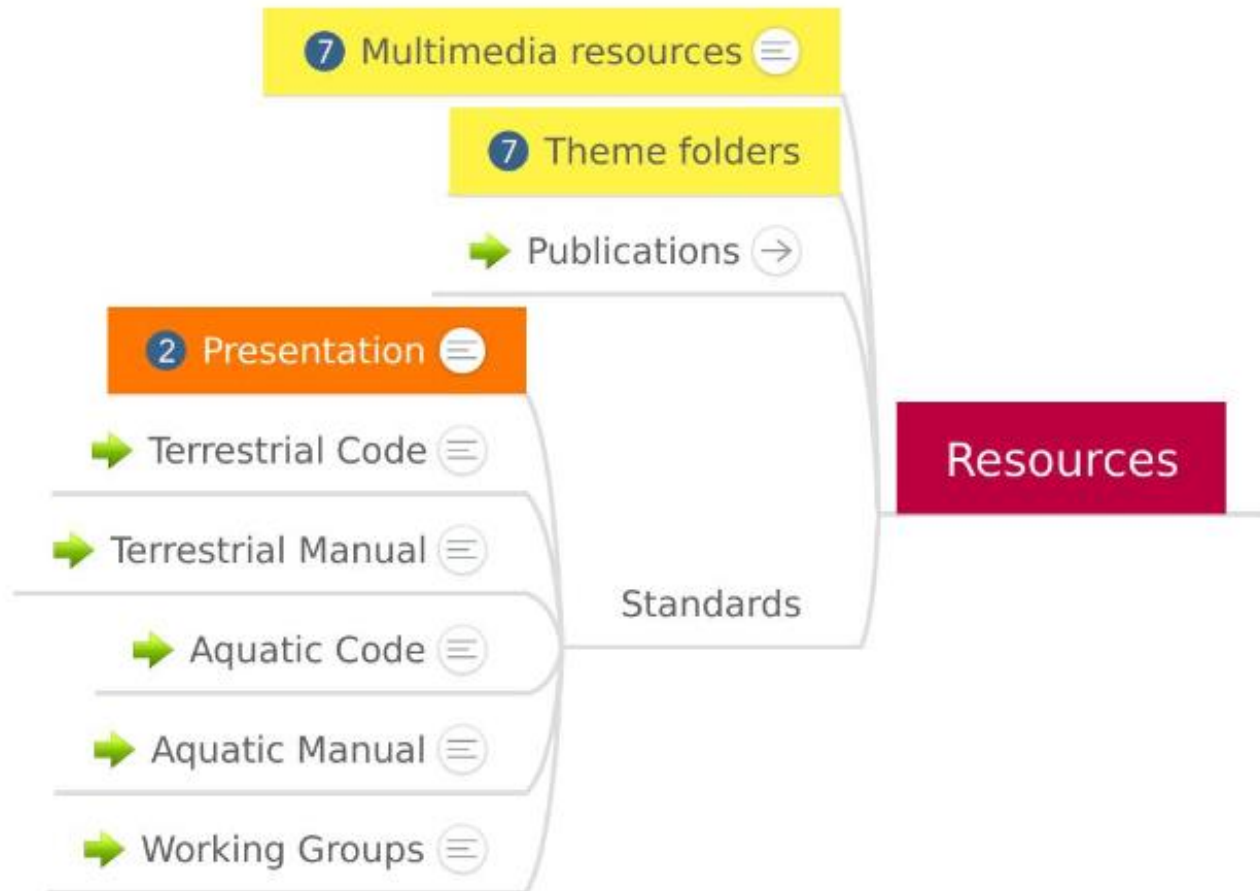 7 Multimedia resources
7 Theme folders
Publications
2 Presentation
Terrestrial Code
Resources
Terrestrial Manual
Standards
Aquatic Code
Aquatic Manual
Working Groups